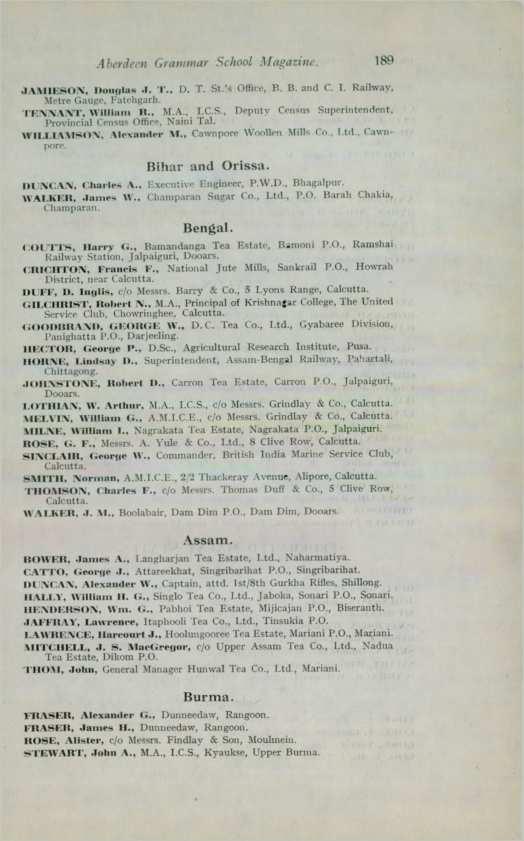 Aberdeen Grammar School Magazine. 189
JAMIESON, Douglas J. T., D. T. St.'s Office, B. B. and C. I. Railway,
Metre Gauge, Fatehgarh.
TENNANT, William B., M.A., I.C.S., Deputy Census Superintendent,
Provincial Census Office, Naini Tal.
WILLIAMSON, Alexander M., Cawnpore Woollen Mills Co., Ltd., Cawn-
pore.
Bihar and Orissa.
DUNCAN, Charles A., Executive Engineer, P.W.D., Bhagalpur.
WALKER, James W., Champaran Sugar Co., Ltd., P.O. Barah Chakia,
Champaran.
Bengal.
COUTTS, Harry G., Bamandanga Tea Estate, Bamoni P.O., Ramshai
Railway Station, Jalpaiguri, Dooars.
CRICHTON, Francis F., National Jute Mills, Sankrail P.O., Howrah
District, near Calcutta.
DUFF, D. Inglis, c/o Messrs. Barry & Co., 5 Lyons Range, Calcutta.
GILCHRIST, Robert N., M.A., Principal of Krishnagar College, The United
Service Club, Chowringhee, Calcutta.
GOODBRAND, GEORGE W., D.C. Tea Co., Ltd., Gyabaree Division,
Panighatta P.O., Darjeeling.
HECTOR, George P., D.Sc., Agricultural Research Institute, Pusa.
HORNE, Lindsay D., Superintendent, Assam-Bengal Railway, Pahartali,
Chittagong.
JOHNSTONE, Robert D., Carron Tea Estate, Carron P.O., Jalpaiguri,
Dooars.
LOTHIAN, W. Arthur, M.A., I.C.S., c/o Messrs. Grindlay & Co., Calcutta.
MELVIN, William G., A.M.I.C.E., c/o Messrs. Grindlay & Co., Calcutta.
MILNE, William I., Nagrakata Tea Estate, Nagrakata P.O., Jalpaiguri.
ROSE, G. F., Messrs. A. Yule & Co., Ltd., 8 Clive Row, Calcutta.
SINCLAIR, George W., Commander, British India Marine Service Club,
Calcutta.
SMITH, Norman, A.M.I.C.E., 2/2 Thackeray Avenue, Alipore, Calcutta.
THOMSON, Charles F., c/o Messrs. Thomas Duff & Co., 5 Clive Row,
Calcutta.
WALKER, J. M., Boolabair, Dam Dim P.O., Dam Dim, Dooars.
Assam.
BOWER, James A., Langharjan Tea Estate, Ltd., Naharmatiya.
CATTO, George J., Attareekhat, Singribarihat P.O., Singribarihat.
DUNCAN, Alexander W., Captain, attd. 1st/8th Gurkha Rifles, Shillong.
HALLY, William H. G., Singlo Tea Co., Ltd., Jaboka, Sonari P.O., Sonari.
HENDERSON, Wm. G., Pabhoi Tea Estate, Mijicajan P.O., Biseranth.
JAFFRAY, Lawrence, Itaphooli Tea Co., Ltd., Tinsukia P.O.
LAWRENCE, Harcourt J., Hoolungooree Tea Estate, Mariani P.O., Mariani.
MITCHELL, J. S. MacGregor, c/o Upper Assam Tea Co., Ltd., Nadua
Tea Estate, Dikom P.O.
THOM, John, General Manager Hunwal Tea Co., Ltd., Mariani.
Burma.
FRASER, Alexander G., Dunneedaw, Rangoon.
FRASER, James H., Dunneedaw, Rangoon.
ROSE, Alister, c/o Messrs. Findlay & Son, Moulmein.
STEWART, John A., M.A., I.C.S., Kyaukse, Upper Burma.